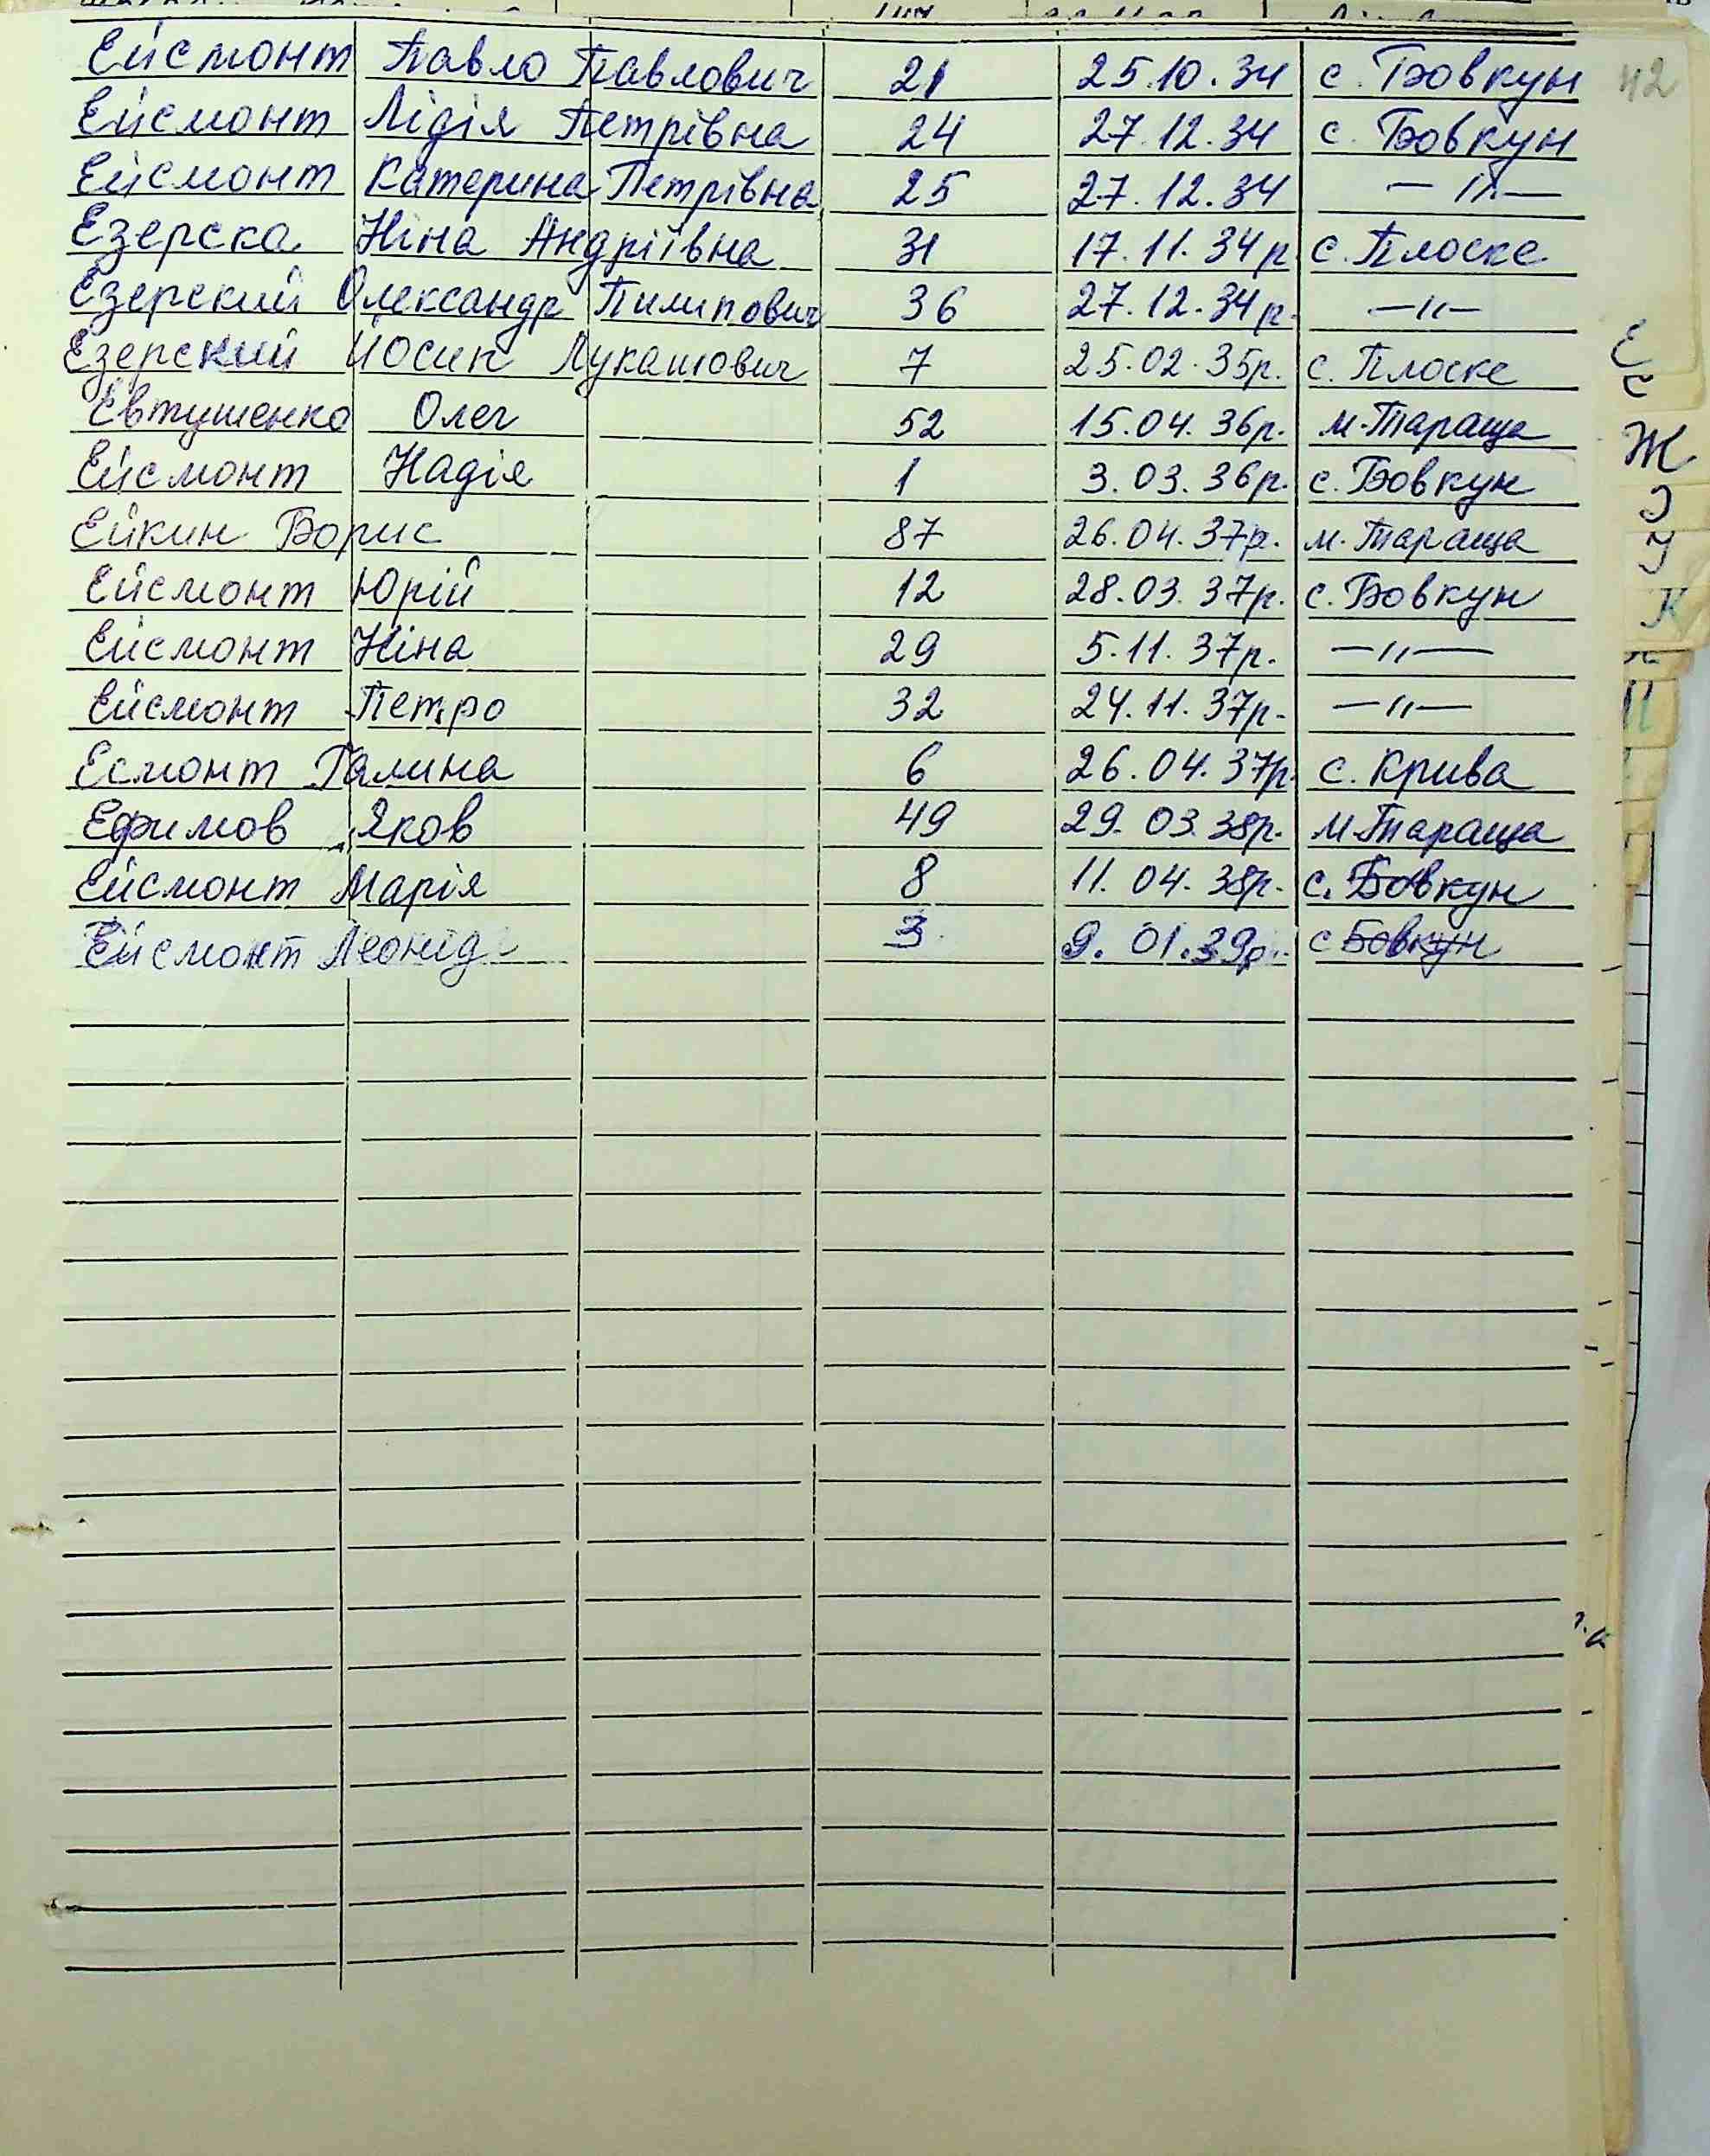 Ейсмонт Павло Павлович 21 25.10.34 с. Бовкун 42
Ейсмонт Лідія Петрівна 24 27.12.34 с. Бовкун
Ейсмонт Катерина Петрівна 25 27.12.34 —"—
Езерска Ніна Андріївна 31 17.11.34р с. Плоске
Езерский Олександр Пилипович 36 27.12.34р. —"—
Езерский Йосип Лукашович 7 25.02.35р. с. Плоске
Евтушенко Олег 52 15.04.36р. м. Тараща
Ейсмонт Надія 1 3.03.36р. с. Бовкун
Ейкин Борис 87 26.04.37р. м. Тараща
Ейсмонт Юрій 12 28.03.37р. с. Бовкун
Ейсмонт Ніна 29 5.11.37р. —"—
Ейсмонт Петро 32 24.11.37р. —"—
Есмонт Галина 6 26.04.37р. с. Крива
Ефимов Яков 49 29.03.38р. м. Тараща
Ейсмонт Марія 8 11.04.38р. с. Бовкун
Ейсмонт Леонід 3 9.01.39р. с Бовкун
Є
Ж
К